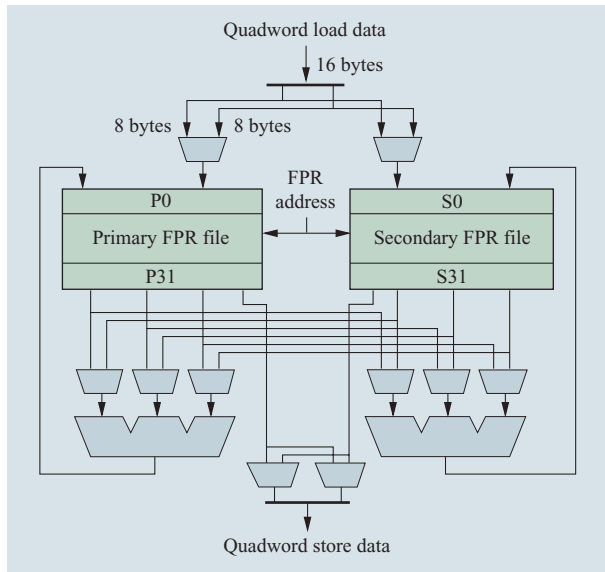 Quadword load data
16 bytes
8 bytes
8 bytes
FPR
address
P0
Primary FPR file
P31
S0
Secondary FPR file
S31
Quadword store data